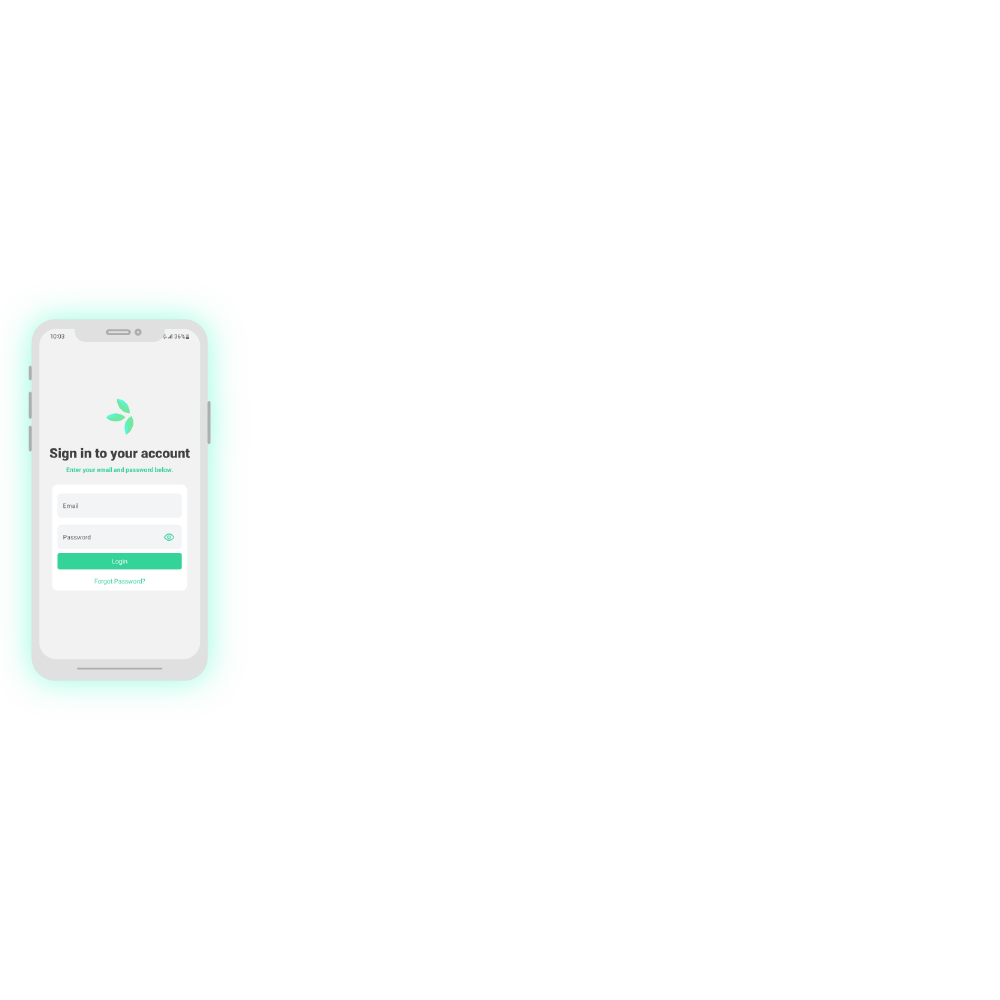 10:03 36%
Sign in to your account
Enter your email and password below.
Email
Password
Login
Forgot Password?